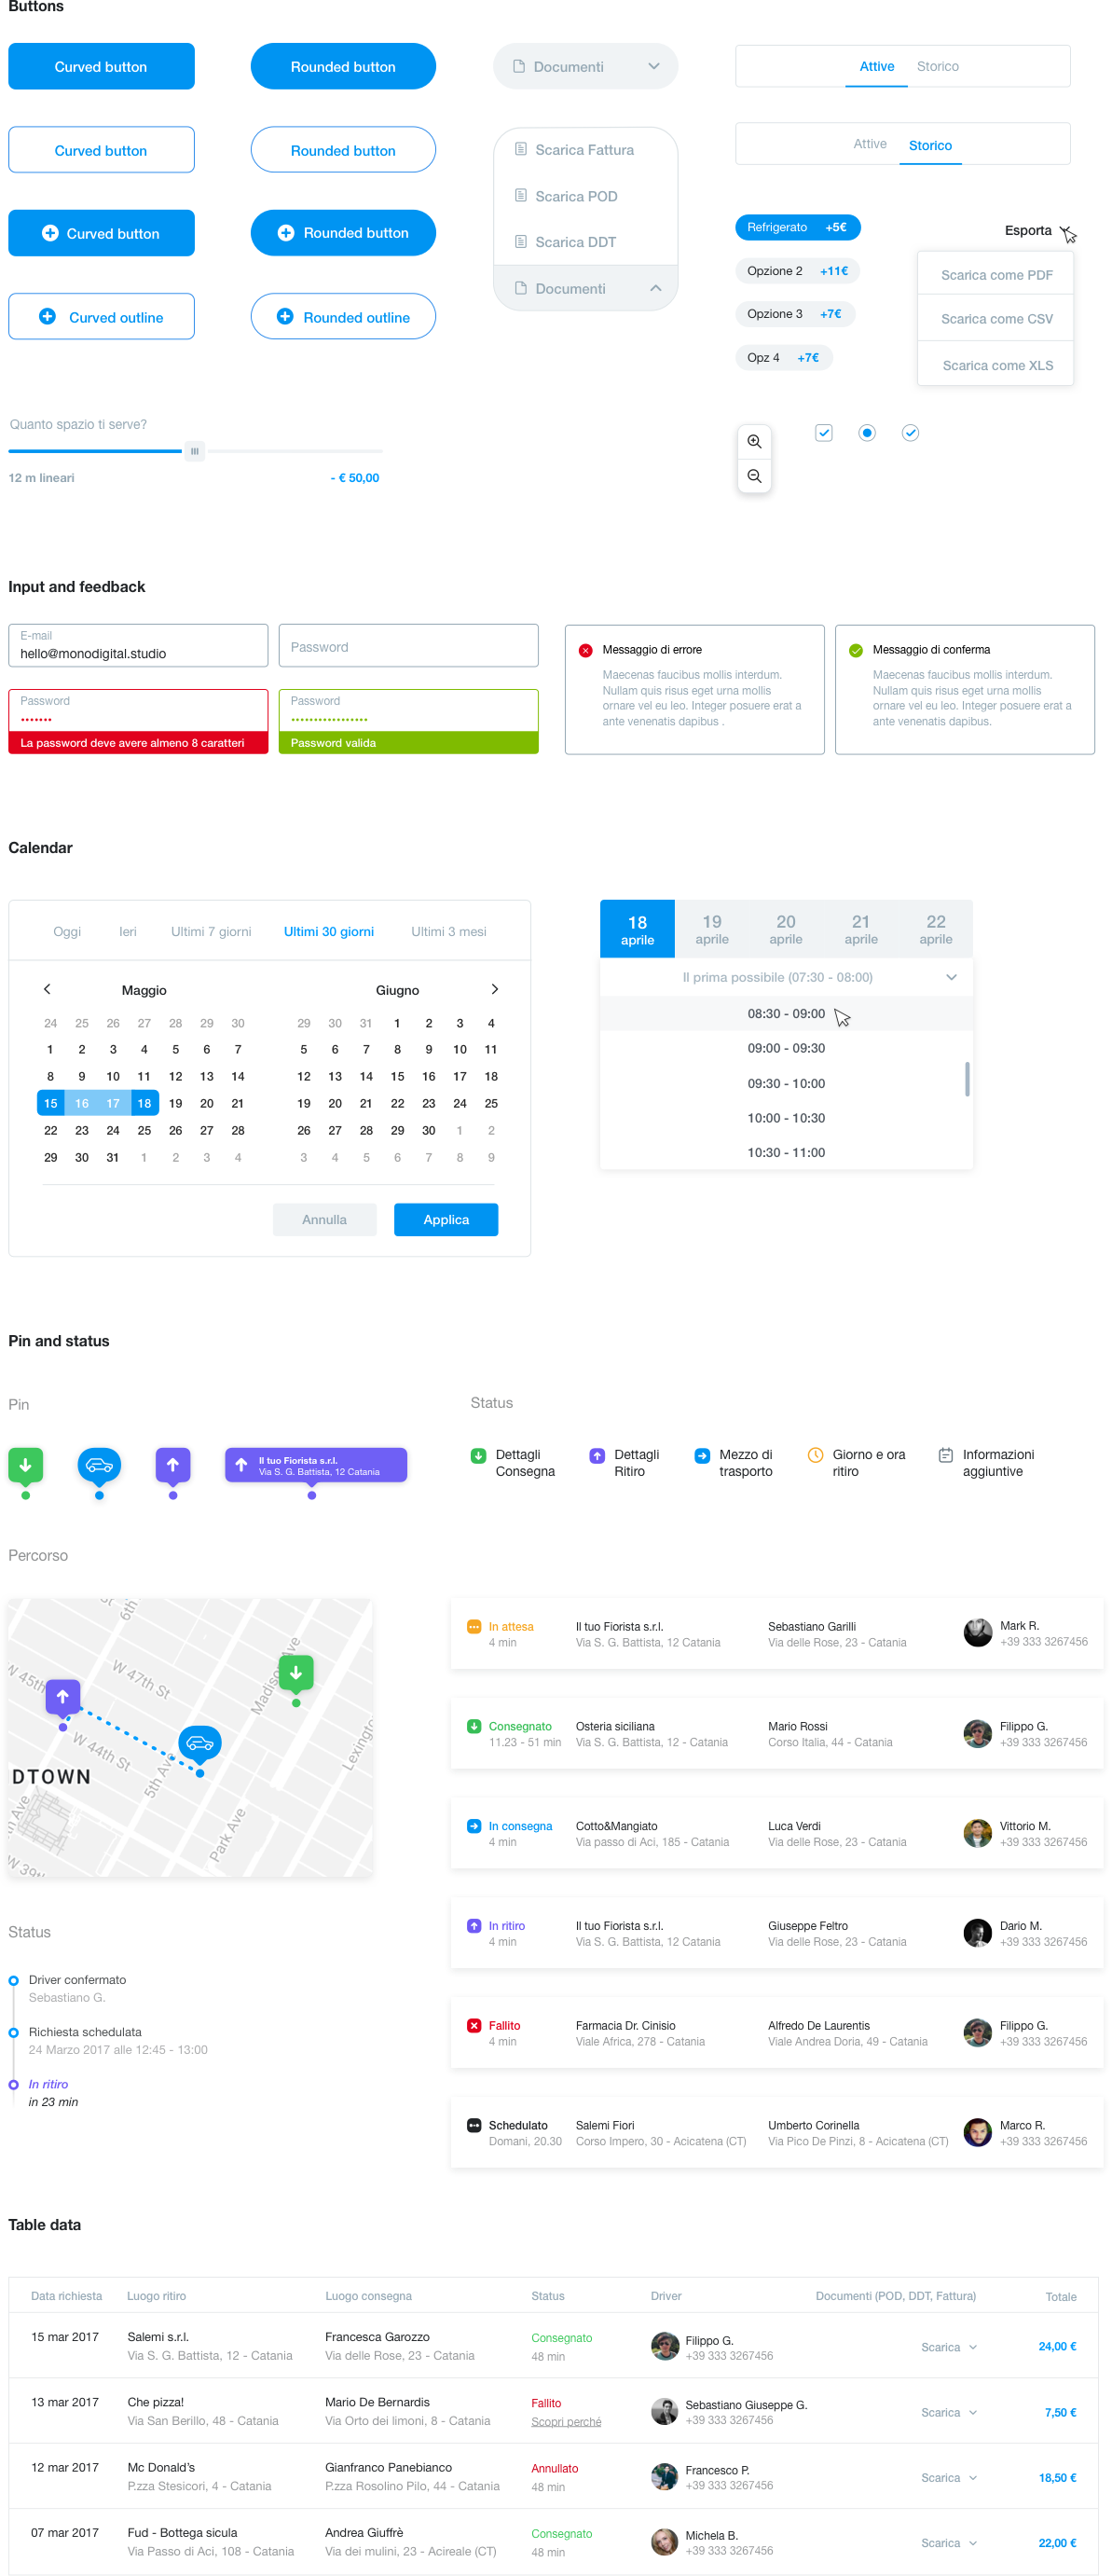 Buttons
Curved button
Rounded button
Documenti
Attive Storico
Curved button
Rounded button
Scarica Fattura
Scarica POD
Scarica DDT
Documenti
Attive Storico
Curved button
Rounded button
Curved outline
Rounded outline
Refrigerato +5€
Opzione 2 +11€
Opzione 3 +7€
Opz 4 +7€
Esporta
Scarica come PDF
Scarica come CSV
Scarica come XLS
Quanto spazio ti serve?
12 m lineari - € 50,00
Input and feedback
E-mail
hello@monodigital.studio
Password
Password
•••••••
La password deve avere almeno 8 caratteri
Password
•••••••••••••••••
Password valida
Messaggio di errore
Maecenas faucibus mollis interdum.
Nullam quis risus eget urna mollis
ornare vel eu leo. Integer posuere erat a
ante venenatis dapibus .
Messaggio di conferma
Maecenas faucibus mollis interdum.
Nullam quis risus eget urna mollis
ornare vel eu leo. Integer posuere erat a
ante venenatis dapibus.
Calendar
Oggi Ieri Ultimi 7 giorni Ultimi 30 giorni Ultimi 3 mesi
Maggio
24 25 26 27 28 29 30
1 2 3 4 5 6 7
8 9 10 11 12 13 14
15 16 17 18 19 20 21
22 23 24 25 26 27 28
29 30 31 1 2 3 4
Giugno
29 30 31 1 2 3 4
5 6 7 8 9 10 11
12 13 14 15 16 17 18
19 20 21 22 23 24 25
26 27 28 29 30 1 2
3 4 5 6 7 8 9
Annulla Applica
18 19 20 21 22
aprile aprile aprile aprile aprile
Il prima possibile (07:30 - 08:00)
08:30 - 09:00
09:00 - 09:30
09:30 - 10:00
10:00 - 10:30
10:30 - 11:00
Pin and status
Pin
Il tuo Fiorista s.r.l.
Via S. G. Battista, 12 Catania
Status
Dettagli
Consegna
Dettagli
Ritiro
Mezzo di
trasporto
Giorno e ora
ritiro
Informazioni
aggiuntive
Percorso
6th
W 47th St
W 45th
W 44th St
Madison Ave
5th Ave
Park Ave
Lexington
DTOWN
th Ave
W 39th
In attesa Il tuo Fiorista s.r.l. Sebastiano Garilli Mark R.
4 min Via S. G. Battista, 12 Catania Via delle Rose, 23 - Catania +39 333 3267456
Consegnato Osteria siciliana Mario Rossi Filippo G.
11.23 - 51 min Via S. G. Battista, 12 - Catania Corso Italia, 44 - Catania +39 333 3267456
In consegna Cotto&Mangiato Luca Verdi Vittorio M.
4 min Via passo di Aci, 185 - Catania Via delle Rose, 23 - Catania +39 333 3267456
In ritiro Il tuo Fiorista s.r.l. Giuseppe Feltro Dario M.
4 min Via S. G. Battista, 12 Catania Via delle Rose, 23 - Catania +39 333 3267456
Fallito Farmacia Dr. Cinisio Alfredo De Laurentis Filippo G.
4 min Viale Africa, 278 - Catania Viale Andrea Doria, 49 - Catania +39 333 3267456
Schedulato Salemi Fiori Umberto Corinella Marco R.
Domani, 20.30 Corso Impero, 30 - Acicatena (CT) Via Pico De Pinzi, 8 - Acicatena (CT) +39 333 3267456
Status
Driver confermato
Sebastiano G.
Richiesta schedulata
24 Marzo 2017 alle 12:45 - 13:00
In ritiro
in 23 min
Table data
Data richiesta Luogo ritiro Luogo consegna Status Driver Documenti (POD, DDT, Fattura) Totale
15 mar 2017 Salemi s.r.l. Francesca Garozzo Consegnato Filippo G. Scarica 24,00 €
Via S. G. Battista, 12 - Catania Via delle Rose, 23 - Catania 48 min +39 333 3267456
13 mar 2017 Che pizza! Mario De Bernardis Fallito Sebastiano Giuseppe G. Scarica 7,50 €
Via San Berillo, 48 - Catania Via Orto dei limoni, 8 - Catania Scopri perché +39 333 3267456
12 mar 2017 Mc Donald's Gianfranco Panebianco Annullato Francesco P. Scarica 18,50 €
P.zza Stesicori, 4 - Catania P.zza Rosolino Pilo, 44 - Catania 48 min +39 333 3267456
07 mar 2017 Fud - Bottega sicula Andrea Giuffrè Consegnato Michela B. Scarica 22,00 €
Via Passo di Aci, 108 - Catania Via dei mulini, 23 - Acireale (CT) 48 min +39 333 3267456